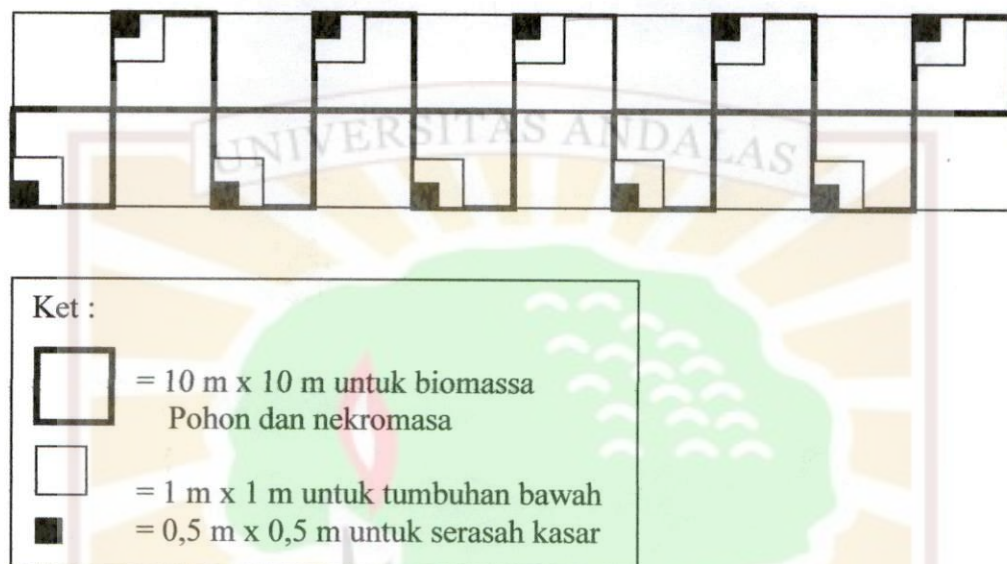 UNIVERSITAS ANDALAS
Ket :
= 10 m x 10 m untuk biomassa
Pohon dan nekromasa
= 1 m x 1 m untuk tumbuhan bawah
= 0,5 m x 0,5 m untuk serasah kasar